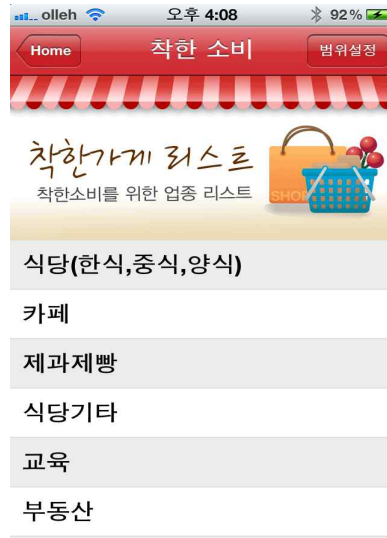 olleh 오후 4:08 92%
Home 착한 소비 범위설정
착한가게 리스트
착한소비를 위한 업종 리스트
SHOP
식당(한식,중식,양식)
카페
제과제빵
식당기타
교육
부동산